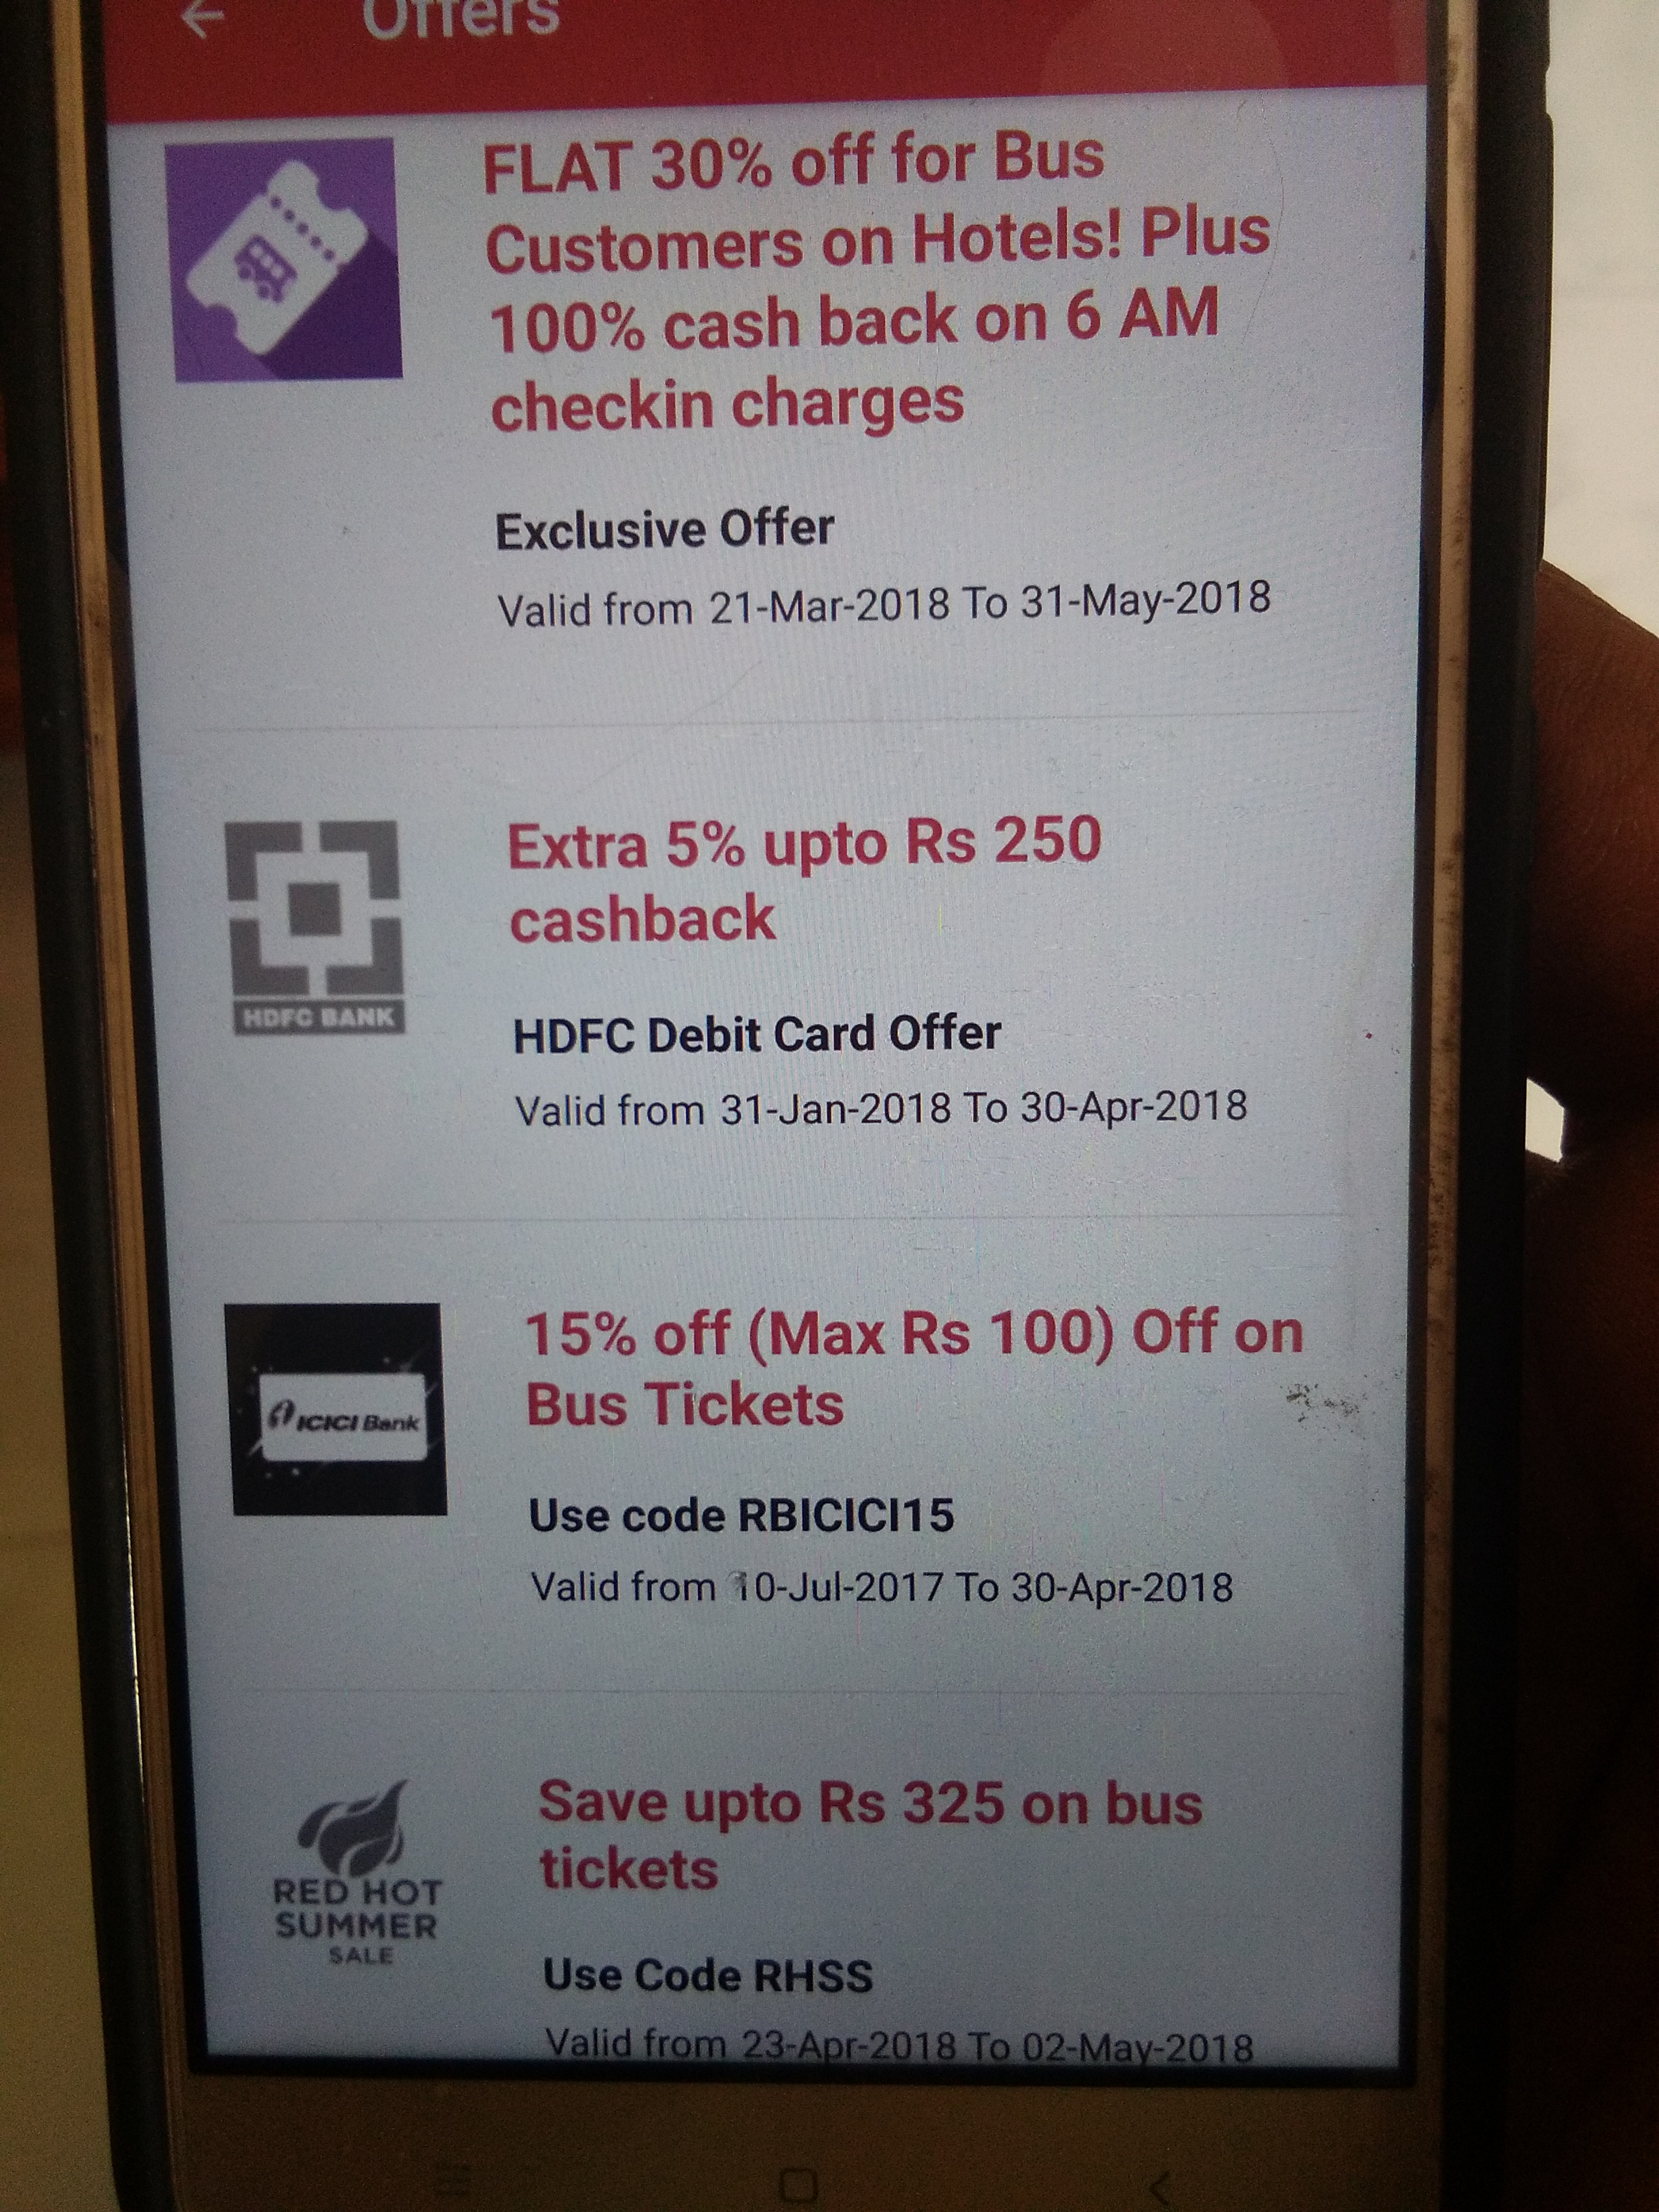 Offers
FLAT 30% off for Bus
Customers on Hotels! Plus
100% cash back on 6 AM
checkin charges
Exclusive Offer
Valid from 21-Mar-2018 To 31-May-2018
HDFC BANK
Extra 5% upto Rs 250
cashback
HDFC Debit Card Offer
Valid from 31-Jan-2018 To 30-Apr-2018
ICICI Bank
15% off (Max Rs 100) Off on
Bus Tickets
Use code RBICICI15
Valid from 10-Jul-2017 To 30-Apr-2018
RED HOT
SUMMER
SALE
Save upto Rs 325 on bus
tickets
Use Code RHSS
Valid from 23-Apr-2018 To 02-May-2018